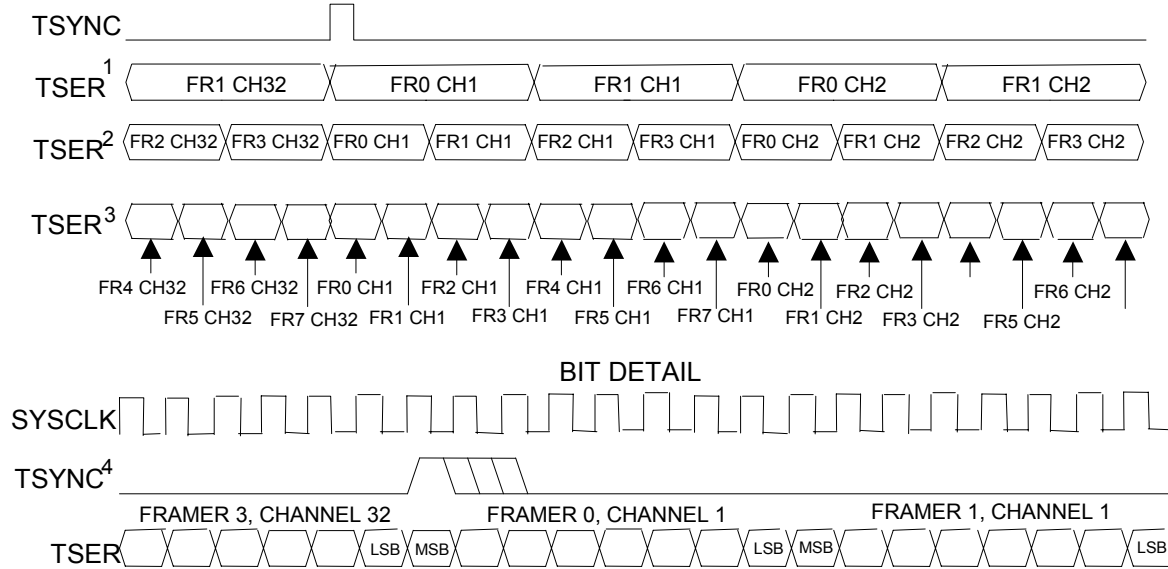 TSYNC
TSER1 FR1 CH32 FR0 CH1 FR1 CH1 FR0 CH2 FR1 CH2
TSER2 FR2 CH32 FR3 CH32 FR0 CH1 FR1 CH1 FR2 CH1 FR3 CH1 FR0 CH2 FR1 CH2 FR2 CH2 FR3 CH2
TSER3
FR4 CH32 FR6 CH32 FR0 CH1 FR2 CH1 FR4 CH1 FR6 CH1 FR0 CH2 FR2 CH2 FR6 CH2
FR5 CH32 FR7 CH32 FR1 CH1 FR3 CH1 FR5 CH1 FR7 CH1 FR1 CH2 FR3 CH2 FR5 CH2
BIT DETAIL
SYSCLK
TSYNC4
FRAMER 3, CHANNEL 32 FRAMER 0, CHANNEL 1 FRAMER 1, CHANNEL 1
TSER LSB MSB LSB MSB LSB